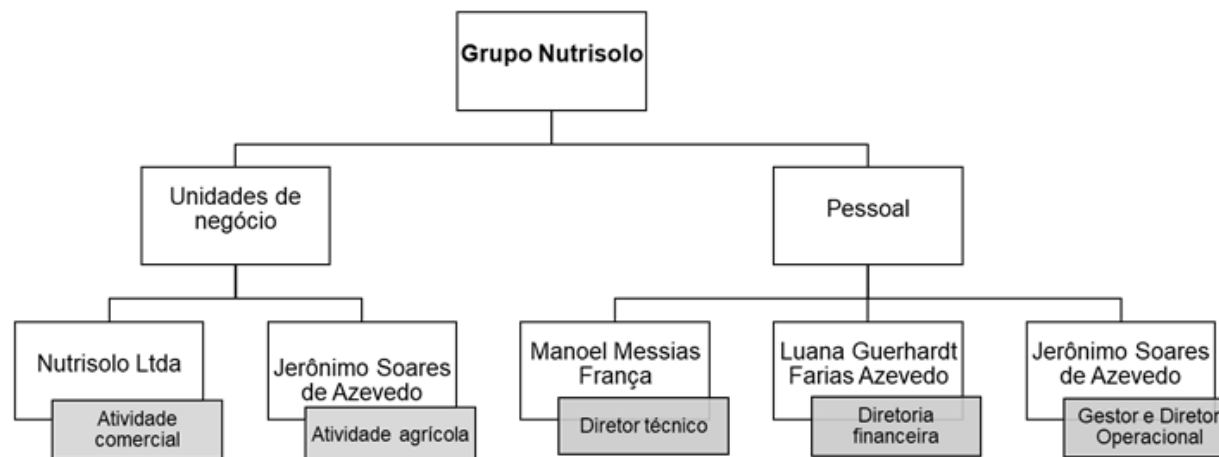 Grupo Nutrisolo
Unidades de
negócio
Pessoal
Nutrisolo Ltda
Atividade
comercial
Jerônimo Soares
de Azevedo
Atividade agrícola
Manoel Messias
França
Diretor técnico
Luana Guerhardt
Farias Azevedo
Diretoria
financeira
Jerônimo Soares
de Azevedo
Gestor e Diretor
Operacional